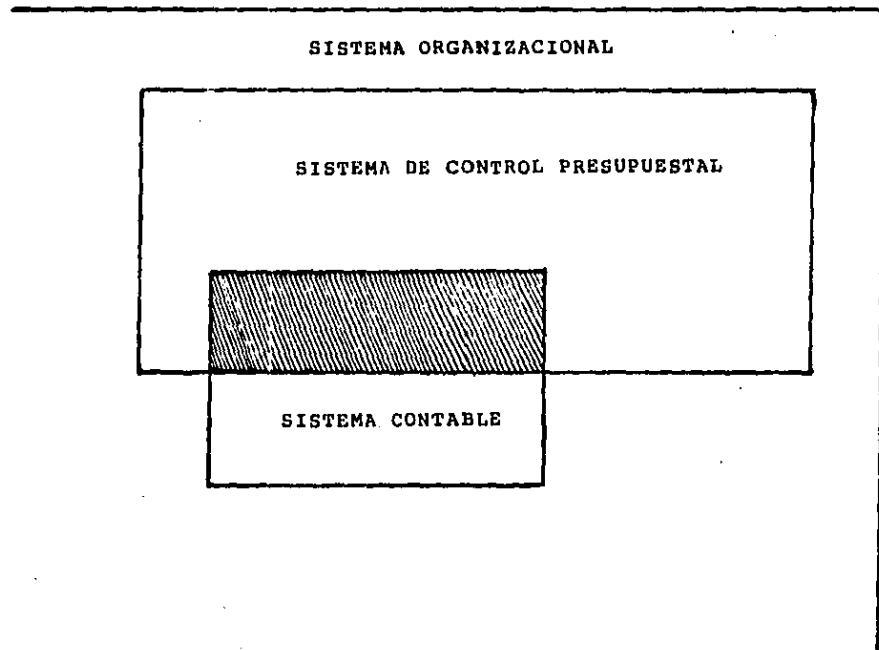 SISTEMA ORGANIZACIONAL
SISTEMA DE CONTROL PRESUPUESTAL
SISTEMA CONTABLE